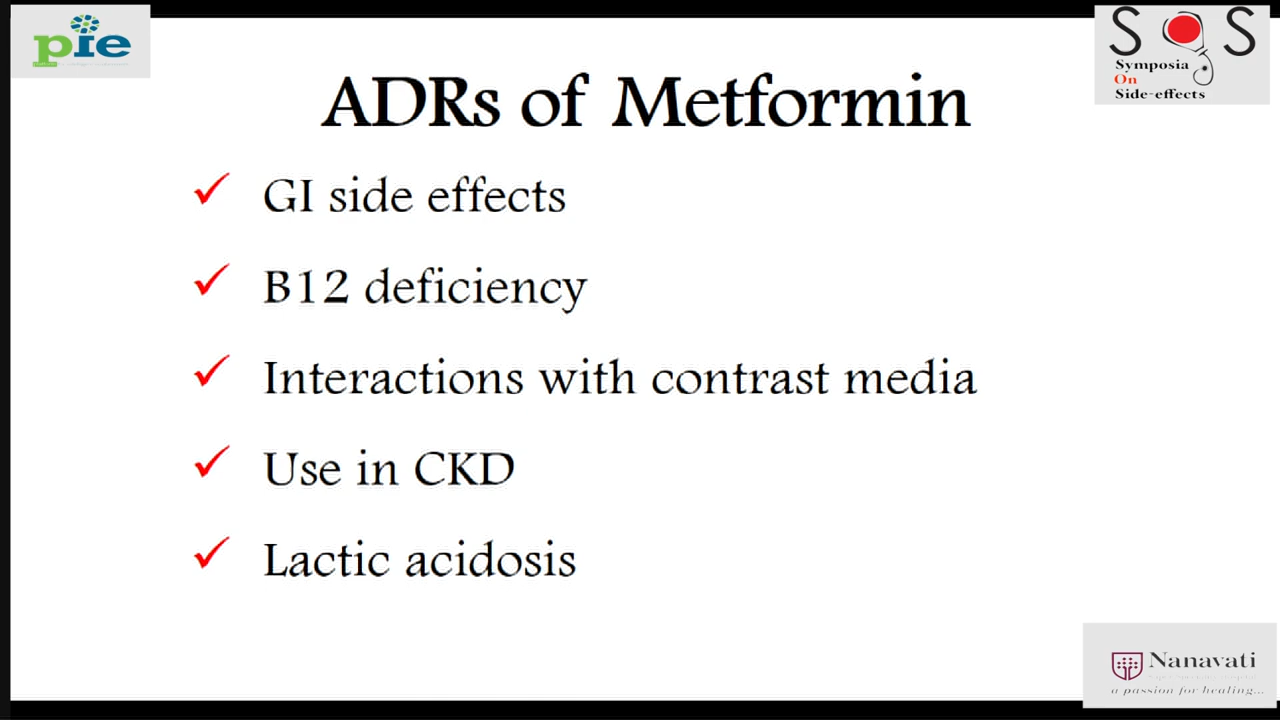 pie
SOS
Symposia
On
Side-effects
ADRs of Metformin
GI side effects
B12 deficiency
Interactions with contrast media
Use in CKD
Lactic acidosis
Nanavati
a passion for healing...